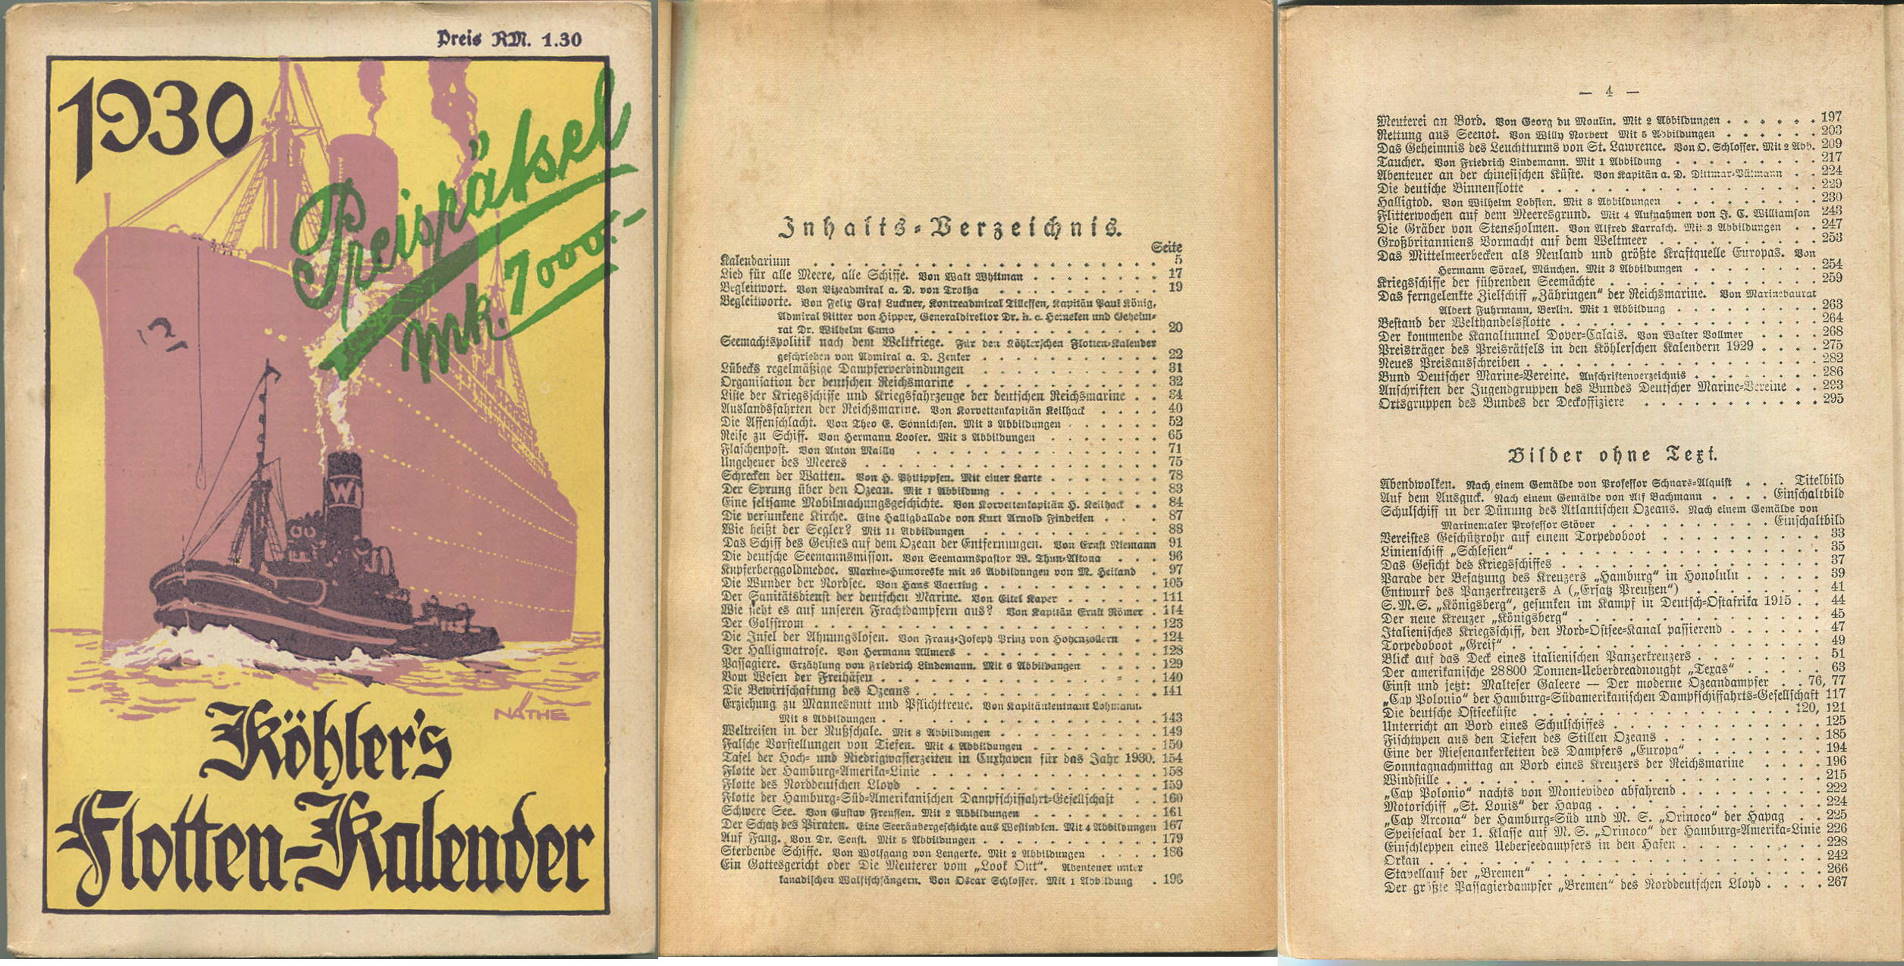 Preis RM. 1.30
1930
Preisrätsel
Mk. 7000.-
W
NATHE
Köhler's
Flotten-Kalender
Inhalts-Verzeichnis.
Seite
Kalendarium 5
Lied für alle Meere, alle Schiffe. Von Walt Whitman 17
Begleitwort. Von Vizeadmiral a. D. von Trotha 19
Begleitworte. Von Felix Graf Luckner, Kontreadmiral Tillessen, Kapitän Paul König,
Admiral Ritter von Hipper, Generaldirektor Dr. h. c. Heineken und Geheim-
rat Dr. Wilhelm Cuno 20
Seemachtspolitik nach dem Weltkriege. Für den Köhlerschen Flotten-Kalender
geschrieben von Admiral a. D. Zenker 22
Lübecks regelmäßige Dampferverbindungen 31
Organisation der deutschen Reichsmarine 32
Liste der Kriegsschiffe und Kriegsfahrzeuge der deutschen Reichsmarine 34
Auslandsfahrten der Reichsmarine. Von Korvettenkapitän Keilhack 40
Die Affenschlacht. Von Theo E. Sönnichsen. Mit 3 Abbildungen 52
Reise zu Schiff. Von Hermann Looser. Mit 3 Abbildungen 65
Flaschenpost. Von Anton Mailly 71
Ungeheuer des Meeres 75
Schrecken der Watten. Von H. Philippsen. Mit einer Karte 78
Der Sprung über den Ozean. Mit 1 Abbildung 83
Eine seltsame Mobilmachungsgeschichte. Von Korvettenkapitän H. Keilhack 84
Die versunkene Kirche. Eine Halligballade von Kurt Arnold Findeisen 87
Wie heißt der Segler? Mit 11 Abbildungen 88
Das Schiff des Geistes auf dem Ozean der Entfernungen. Von Ernst Niemann 91
Die deutsche Seemannsmission. Von Seemannspastor W. Thun-Altona 96
Kupferberggoldmedoc. Marine-Humoreske mit 26 Abbildungen von M. Heiland 97
Die Wunder der Nordsee. Von Hans Vaerting 105
Der Sanitätsdienst der deutschen Marine. Von Eitel Kaper 111
Wie sieht es auf unseren Frachtdampfern aus? Von Kapitän Ernst Römer 114
Der Golfstrom 123
Die Insel der Ahnungslosen. Von Franz-Joseph Prinz von Hohenzollern 124
Der Halligmatrose. Von Hermann Allmers 128
Passagiere. Erzählung von Friedrich Lindemann. Mit 6 Abbildungen 129
Vom Wesen der Freihäfen 140
Die Bewirtschaftung des Ozeans 141
Erziehung zu Mannesmut und Pflichttreue. Von Kapitänleutnant Lohmann.
Mit 8 Abbildungen 143
Weltreisen in der Nußschale. Mit 8 Abbildungen 149
Falsche Vorstellungen von Tiefen. Mit 4 Abbildungen 150
Tafel der Hoch- und Niedrigwasserzeiten in Cuxhaven für das Jahr 1930. 154
Flotte der Hamburg-Amerika-Linie 158
Flotte des Norddeutschen Lloyd 159
Flotte der Hamburg-Süd-Amerikanischen Dampfschiffahrt-Gesellschaft 160
Schwere See. Von Gustav Freussen. Mit 2 Abbildungen 161
Der Schatz des Piraten. Eine Seeräubergeschichte aus Westindien. Mit 4 Abbildungen 167
Auf Fang. Von Dr. Senft. Mit 5 Abbildungen 179
Sterbende Schiffe. Von Wolfgang von Lengerke. Mit 2 Abbildungen 186
Ein Gottesgericht oder Die Meuterer vom „Look Out“. Abenteuer unter
kanadischen Walfischfängern. Von Oscar Schlosser. Mit 1 Abbildung 196
— 4 —
Meuterei an Bord. Von Georg du Moulin. Mit 2 Abbildungen 197
Rettung aus Seenot. Von Willy Norbert Mit 5 Abbildungen 203
Das Geheimnis des Leuchtturms von St. Lawrence. Von O. Schlosser. Mit 2 Abb. 209
Taucher. Von Friedrich Lindemann. Mit 1 Abbildung 217
Abenteuer an der chinesischen Küste. Von Kapitän a. D. Dittmar-Pittmann 224
Die deutsche Binnenflotte 229
Halligtod. Von Wilhelm Lobsien. Mit 3 Abbildungen 230
Flitterwochen auf dem Meeresgrund. Mit 4 Aufnahmen von J. C. Williamson 243
Die Gräber von Stensholmen. Von Alfred Karrasch. Mit 3 Abbildungen 247
Großbritanniens Vormacht auf dem Weltmeer 253
Das Mittelmeerbecken als Neuland und größte Kraftquelle Europas. Von
Hermann Sörgel, München. Mit 3 Abbildungen 254
Kriegsschiffe der führenden Seemächte 259
Das ferngelenkte Zielschiff „Zähringen“ der Reichsmarine. Von Marinebaurat
Albert Fuhrmann, Berlin. Mit 1 Abbildung 263
Bestand der Welthandelsflotte 264
Der kommende Kanaltunnel Dover-Calais. Von Walter Vollmer 268
Preisträger des Preisrätsels in den Köhlerschen Kalendern 1929 275
Neues Preisausschreiben 282
Bund Deutscher Marine-Vereine. Anschriftenverzeichnis 286
Anschriften der Jugendgruppen des Bundes Deutscher Marine-Vereine 293
Ortsgruppen des Bundes der Deckoffiziere 295
Bilder ohne Text.
Abendwolken. Nach einem Gemälde von Professor Schnars-Alquist Titelbild
Auf dem Ausguck. Nach einem Gemälde von Alf Bachmann Einschaltbild
Schulschiff in der Dünung des Atlantischen Ozeans. Nach einem Gemälde von
Marinemaler Professor Stöver Einschaltbild
Vereistes Geschützrohr auf einem Torpedoboot 33
Linienschiff „Schlesien“ 35
Das Gesicht des Kriegsschiffes 37
Parade der Besatzung des Kreuzers „Hamburg“ in Honolulu 39
Entwurf des Panzerkreuzers A („Ersatz Preußen“) 41
S.M.S. „Königsberg“, gesunken im Kampf in Deutsch-Ostafrika 1915 44
Der neue Kreuzer „Königsberg“ 45
Italienisches Kriegsschiff, den Nord-Ostsee-Kanal passierend 47
Torpedoboot „Greif“ 49
Blick auf das Deck eines italienischen Panzerkreuzers 51
Der amerikanische 28800 Tonnen-Ueberdreadnought „Texas“ 63
Einst und jetzt: Malteser Galeere — Der moderne Ozeandampfer 76, 77
„Cap Polonio“ der Hamburg-Südamerikanischen Dampfschiffahrts-Gesellschaft 117
Die deutsche Ostseeküste 120, 121
Unterricht an Bord eines Schulschiffes 125
Fischtypen aus den Tiefen des Stillen Ozeans 185
Eine der Riesenankerketten des Dampfers „Europa“ 194
Sonntagnachmittag an Bord eines Kreuzers der Reichsmarine 196
Windstille 215
„Cap Polonio“ nachts von Montevideo abfahrend 222
Motorschiff „St. Louis“ der Hapag 224
„Cap Arcona“ der Hamburg-Süd und M. S. „Orinoco“ der Hapag 225
Speisesaal der 1. Klasse auf M. S. „Orinoco“ der Hamburg-Amerika-Linie 226
Einschleppen eines Ueberseedampfers in den Hafen 228
Orkan 242
Stapellauf der „Bremen“ 266
Der größte Passagierdampfer „Bremen“ des Norddeutschen Lloyd 267